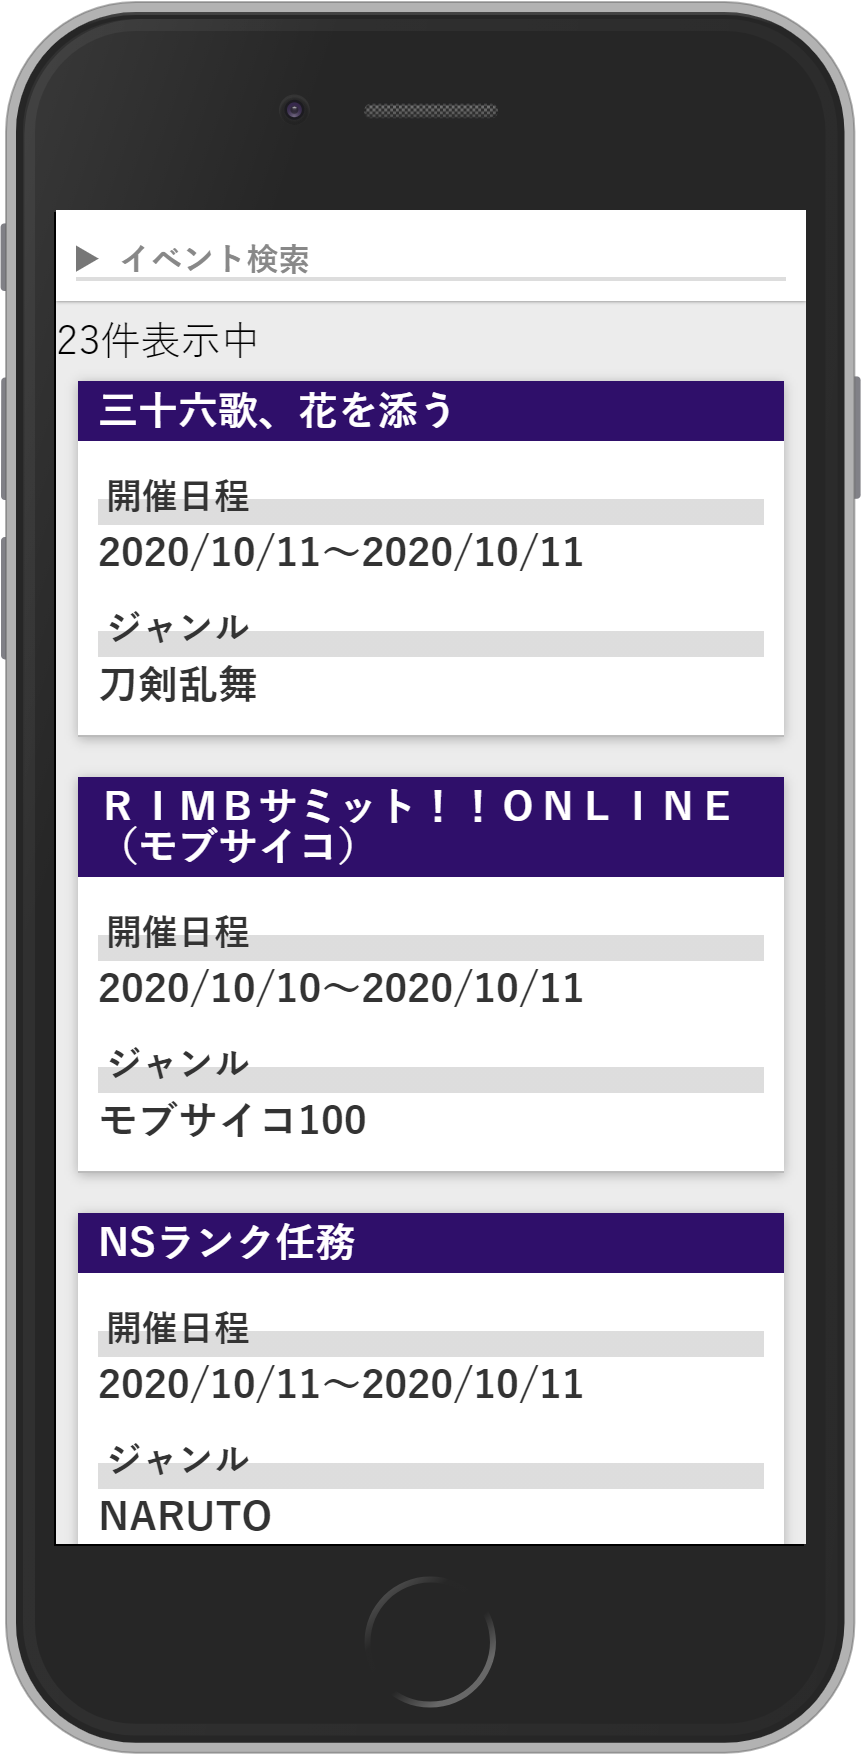 ▶ イベント検索
23件表示中
三十六歌、花を添う
開催日程
2020/10/11～2020/10/11
ジャンル
刀剣乱舞
ＲＩＭＢサミット！！ＯＮＬＩＮＥ
（モブサイコ）
開催日程
2020/10/10～2020/10/11
ジャンル
モブサイコ100
NSランク任務
開催日程
2020/10/11～2020/10/11
ジャンル
NARUTO